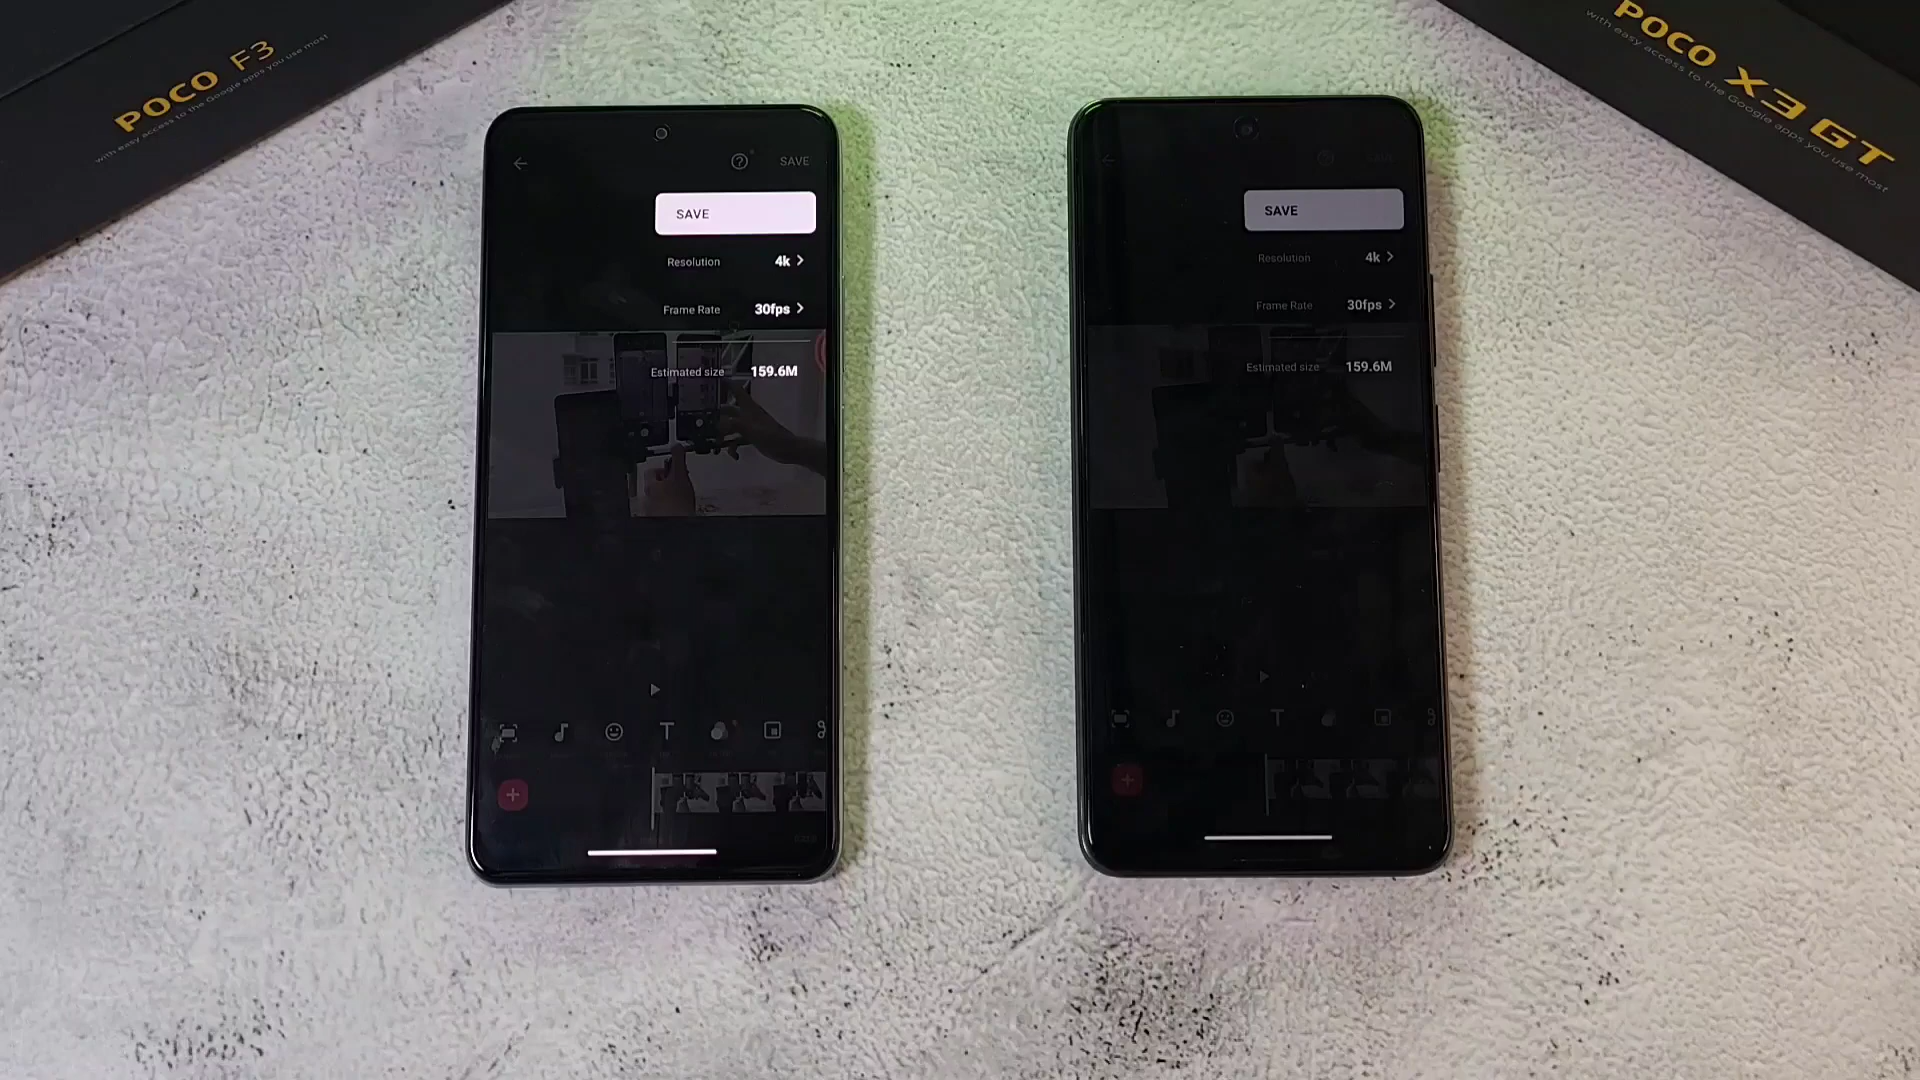 POCO F3
with easy access to the Google apps you use most
POCO X3 GT
with easy access to the Google apps you use most
SAVE
SAVE
Resolution 4k
Frame Rate 30fps
Estimated size 159.6M
SAVE
SAVE
Resolution 4k
Frame Rate 30fps
Estimated size 159.6M